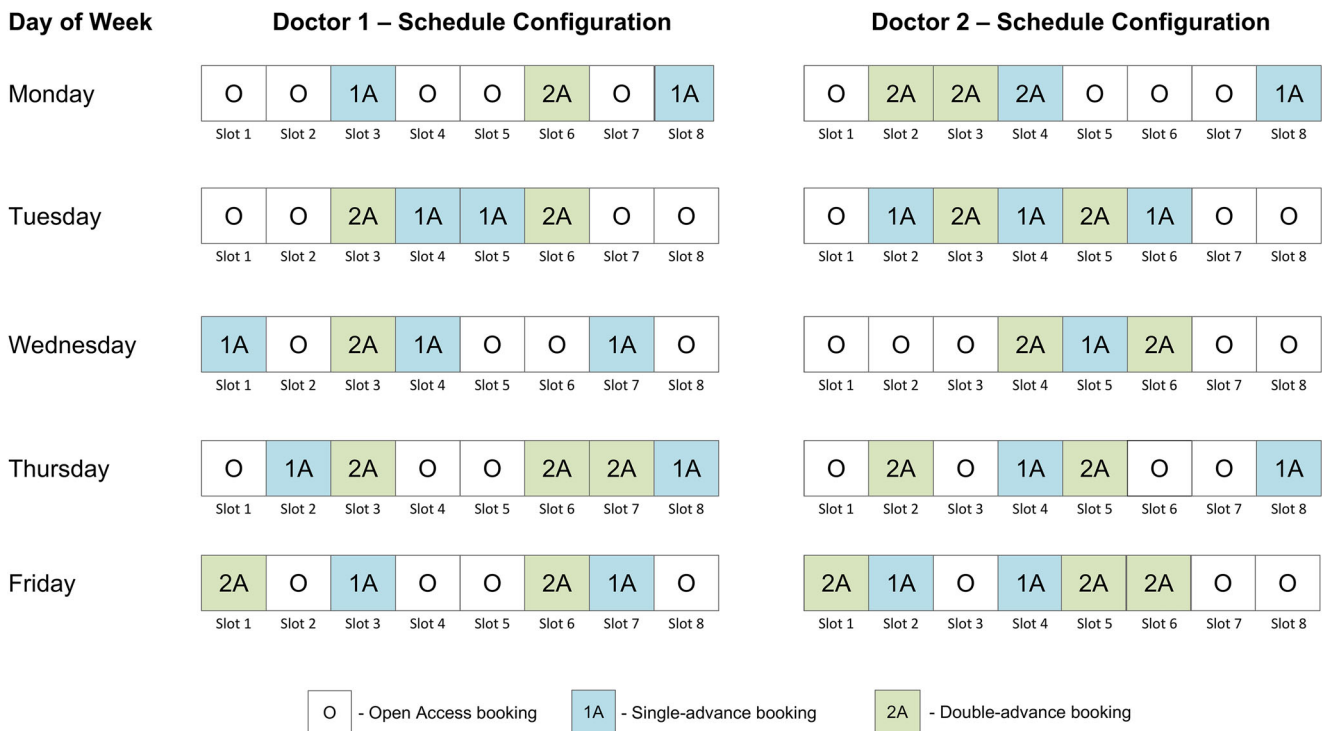 Day of Week Doctor 1 – Schedule Configuration Doctor 2 – Schedule Configuration
Monday O O 1A O O 2A O 1A O 2A 2A 2A O O O 1A
Slot 1 Slot 2 Slot 3 Slot 4 Slot 5 Slot 6 Slot 7 Slot 8 Slot 1 Slot 2 Slot 3 Slot 4 Slot 5 Slot 6 Slot 7 Slot 8
Tuesday O O 2A 1A 1A 2A O O O 1A 2A 1A 2A 1A O O
Slot 1 Slot 2 Slot 3 Slot 4 Slot 5 Slot 6 Slot 7 Slot 8 Slot 1 Slot 2 Slot 3 Slot 4 Slot 5 Slot 6 Slot 7 Slot 8
Wednesday 1A O 2A 1A O O 1A O O O O 2A 1A 2A O O
Slot 1 Slot 2 Slot 3 Slot 4 Slot 5 Slot 6 Slot 7 Slot 8 Slot 1 Slot 2 Slot 3 Slot 4 Slot 5 Slot 6 Slot 7 Slot 8
Thursday O 1A 2A O O 2A 2A 1A O 2A O 1A 2A O O 1A
Slot 1 Slot 2 Slot 3 Slot 4 Slot 5 Slot 6 Slot 7 Slot 8 Slot 1 Slot 2 Slot 3 Slot 4 Slot 5 Slot 6 Slot 7 Slot 8
Friday 2A O 1A O O 2A 1A O 2A 1A O 1A 2A 2A O O
Slot 1 Slot 2 Slot 3 Slot 4 Slot 5 Slot 6 Slot 7 Slot 8 Slot 1 Slot 2 Slot 3 Slot 4 Slot 5 Slot 6 Slot 7 Slot 8
O - Open Access booking 1A - Single-advance booking 2A - Double-advance booking